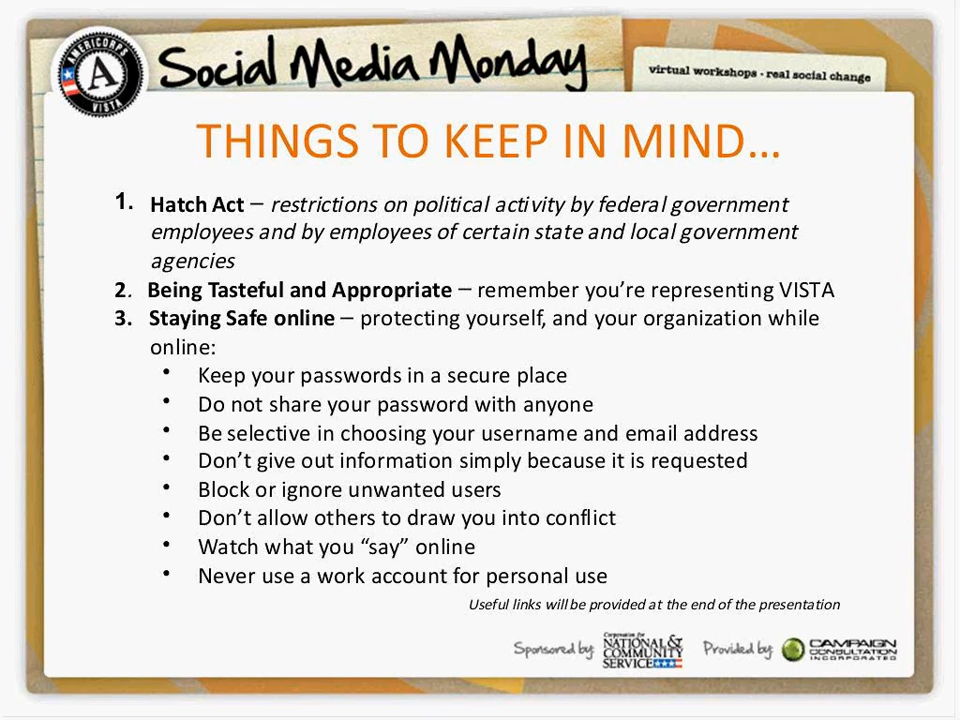 AMERICORPS
A
VISTA
Social Media Monday
virtual workshops · real social change
THINGS TO KEEP IN MIND...
1. Hatch Act – restrictions on political activity by federal government
employees and by employees of certain state and local government
agencies
2. Being Tasteful and Appropriate – remember you're representing VISTA
3. Staying Safe online – protecting yourself, and your organization while
online:
• Keep your passwords in a secure place
• Do not share your password with anyone
• Be selective in choosing your username and email address
• Don't give out information simply because it is requested
• Block or ignore unwanted users
• Don't allow others to draw you into conflict
• Watch what you “say” online
• Never use a work account for personal use
Useful links will be provided at the end of the presentation
Sponsored by:
Corporation for
NATIONAL &
COMMUNITY
SERVICE
Provided by:
CAMPAIGN
CONSULTATION
INCORPORATED